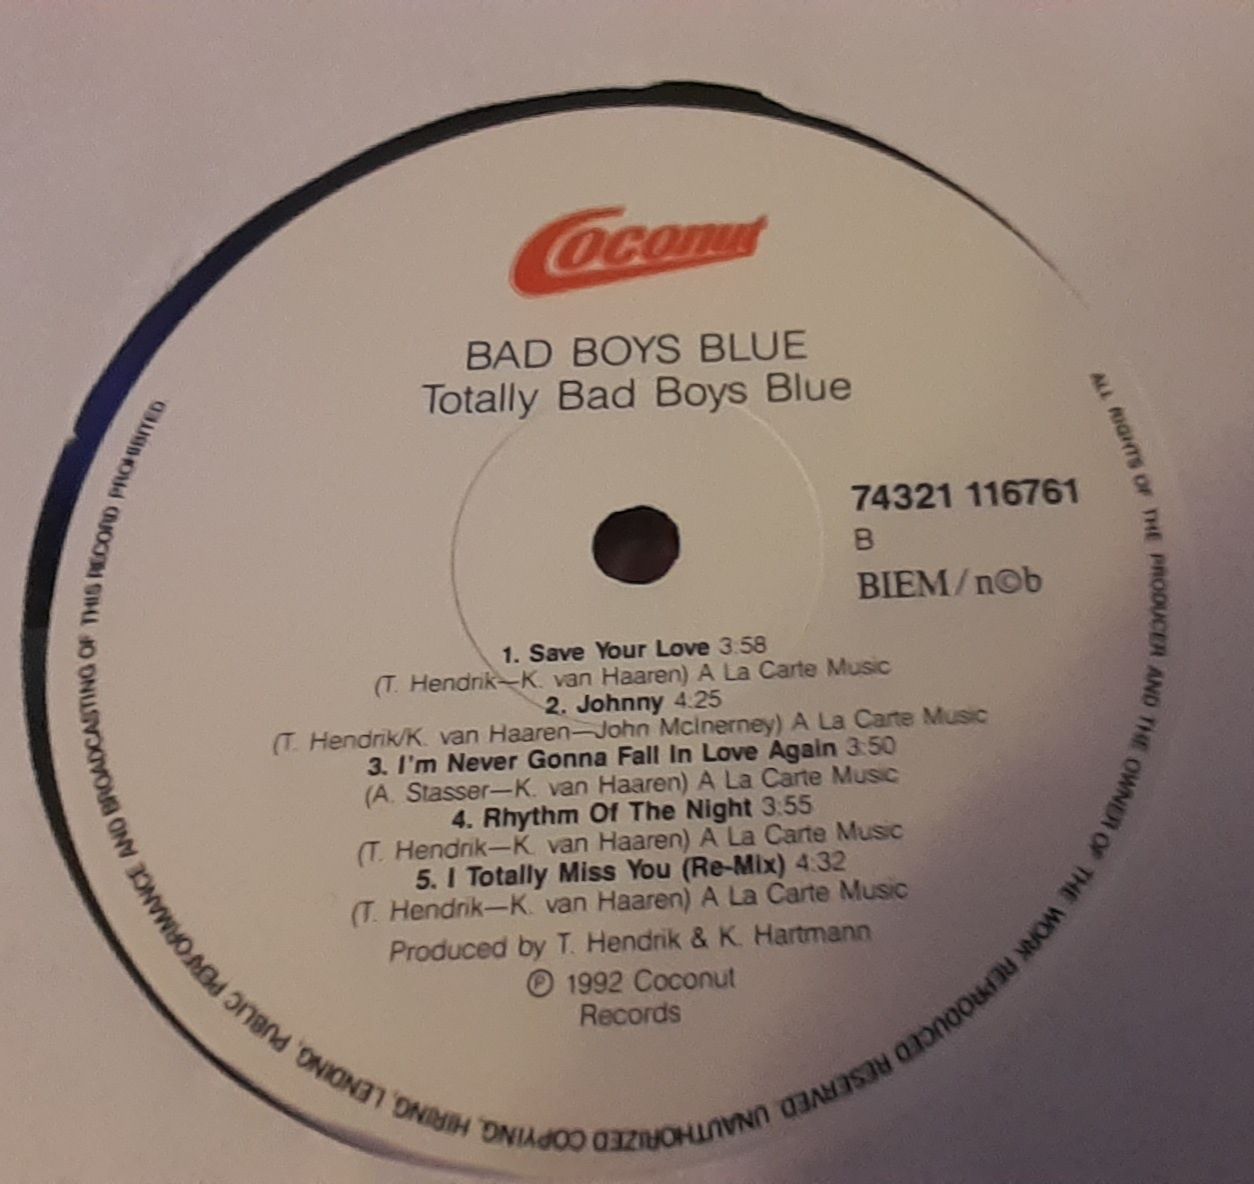 Coconut
BAD BOYS BLUE
Totally Bad Boys Blue
74321 116761
B
BIEM/n©b
1. Save Your Love 3:58
(T. Hendrik—K. van Haaren) A La Carte Music
2. Johnny 4:25
(T. Hendrik/K. van Haaren—John McInerney) A La Carte Music
3. I'm Never Gonna Fall In Love Again 3:50
(A. Stasser—K. van Haaren) A La Carte Music
4. Rhythm Of The Night 3:55
(T. Hendrik—K. van Haaren) A La Carte Music
5. I Totally Miss You (Re-Mix) 4:32
(T. Hendrik—K. van Haaren) A La Carte Music
Produced by T. Hendrik & K. Hartmann
℗ 1992 Coconut
Records
ALL RIGHTS OF THE PRODUCER AND THE OWNER OF THE WORK REPRODUCED RESERVED. UNAUTHORIZED COPYING, HIRING, LENDING, PUBLIC PERFORMANCE AND BROADCASTING OF THIS RECORD PROHIBITED.